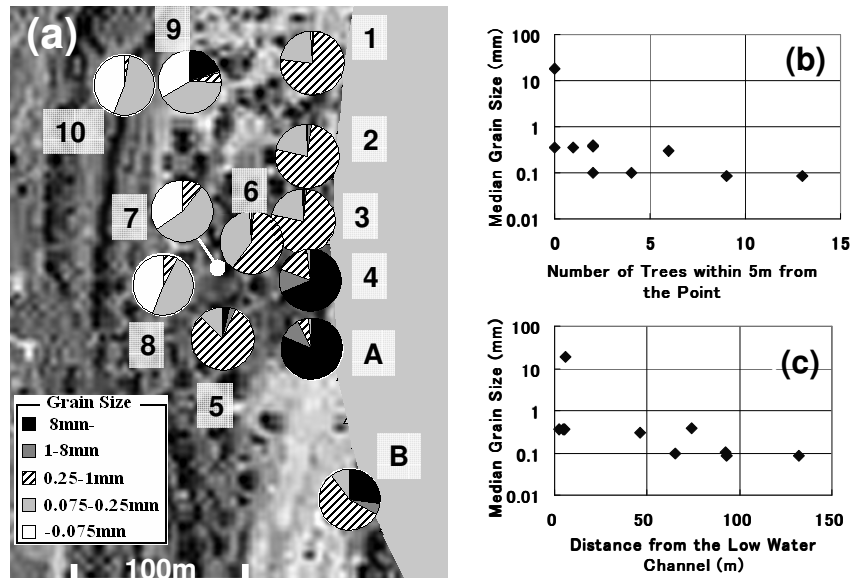 (a)
9
1
10
2
6
7
3
4
8
A
5
B
Grain Size
8mm-
1-8mm
0.25-1mm
0.075-0.25mm
-0.075mm
100m
(b)
Median Grain Size (mm)
100
10
1
0.1
0.01
0 5 10 15
Number of Trees within 5m from
the Point
(c)
Median Grain Size (mm)
100
10
1
0.1
0.01
0 50 100 150
Distance from the Low Water
Channel (m)